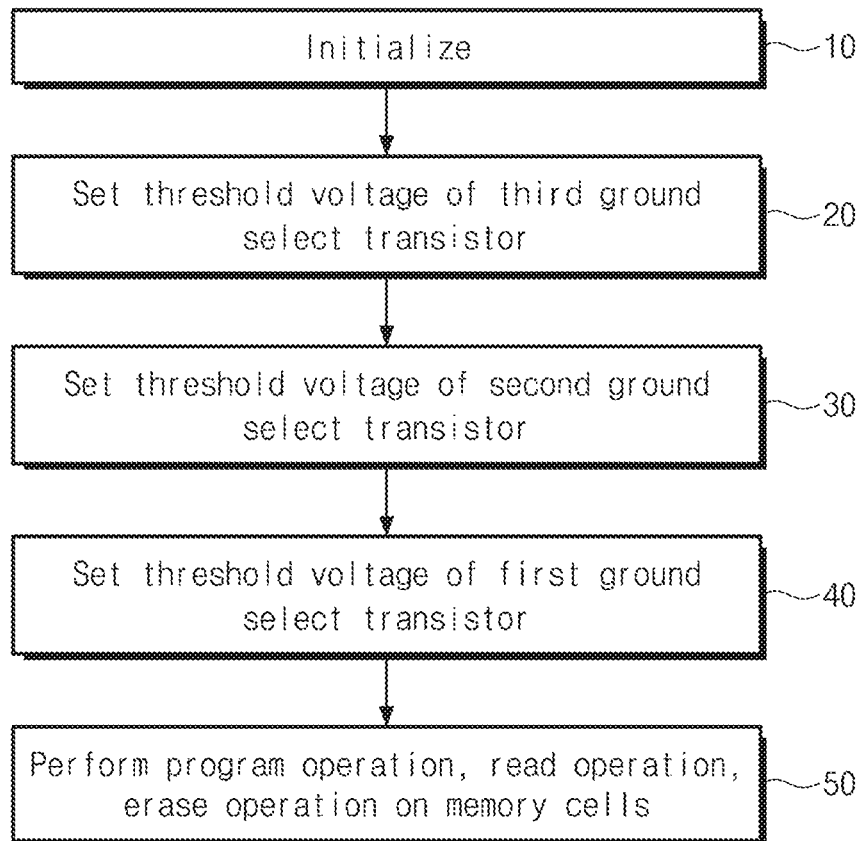 Initialize
10
Set threshold voltage of third ground
select transistor
20
Set threshold voltage of second ground
select transistor
30
Set threshold voltage of first ground
select transistor
40
Perform program operation, read operation,
erase operation on memory cells
50